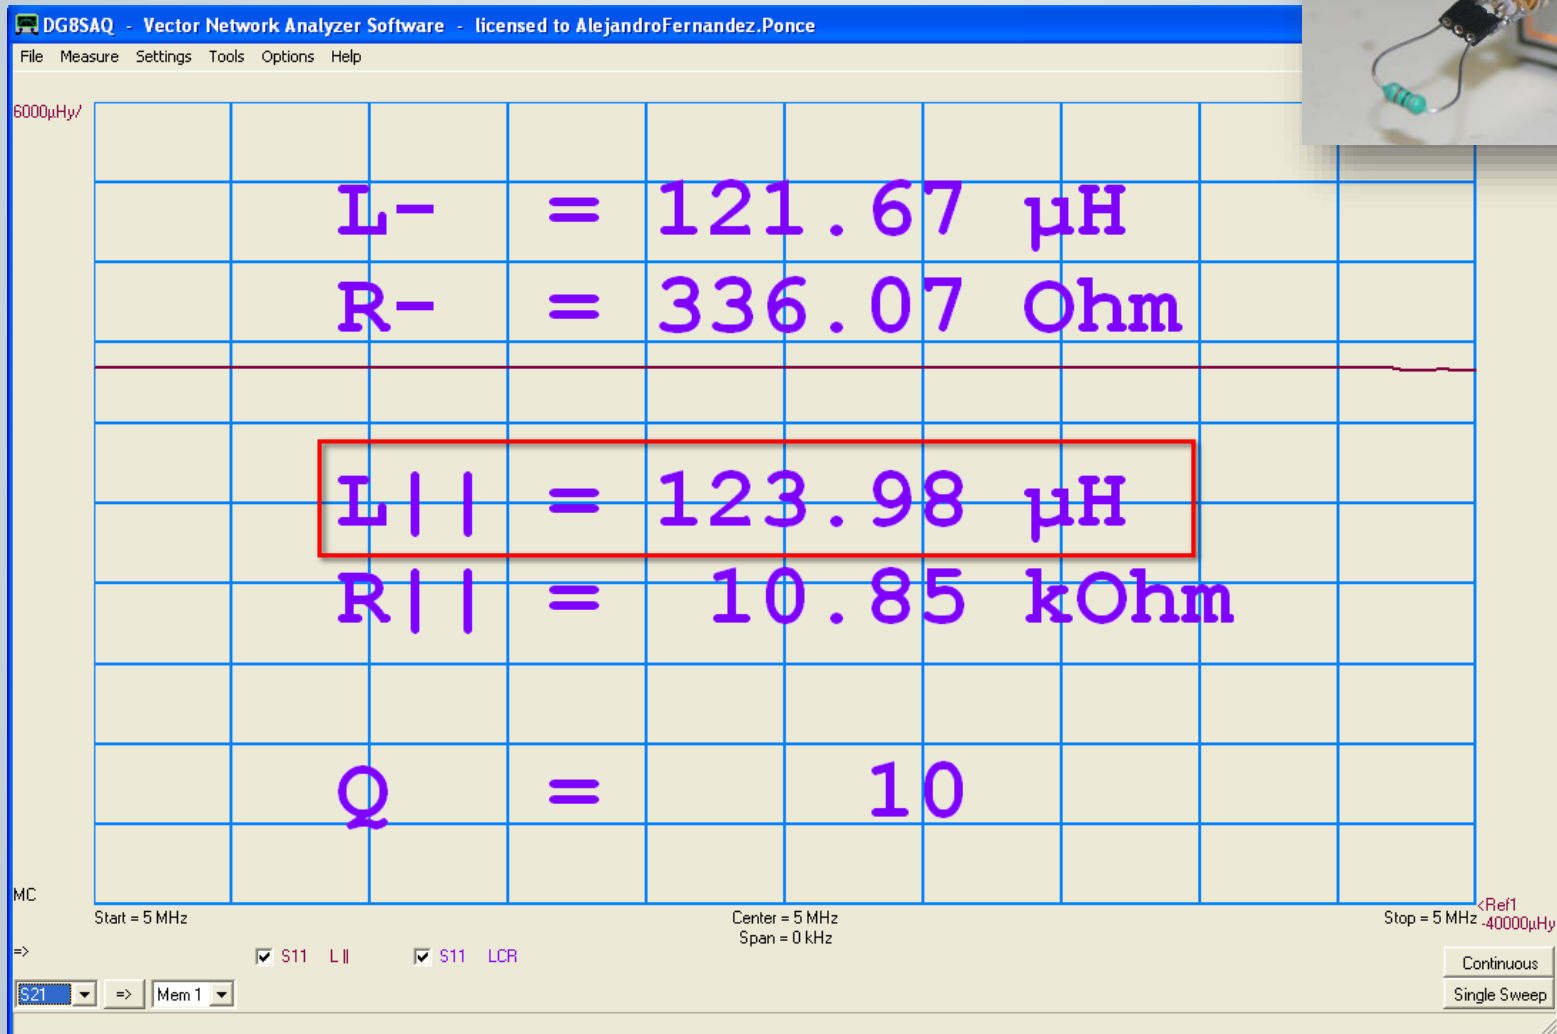 DG8SAQ - Vector Network Analyzer Software - licensed to AlejandroFernandez.Ponce
File Measure Settings Tools Options Help
6000µHy/
L- = 121.67 µH
R- = 336.07 Ohm
L|| = 123.98 µH
R|| = 10.85 kOhm
Q = 10
MC
<Ref1
Start = 5 MHz Center = 5 MHz Stop = 5 MHz -40000µHy
Span = 0 kHz
=> S11 L || S11 LCR
Continuous
S21 => Mem 1 Single Sweep